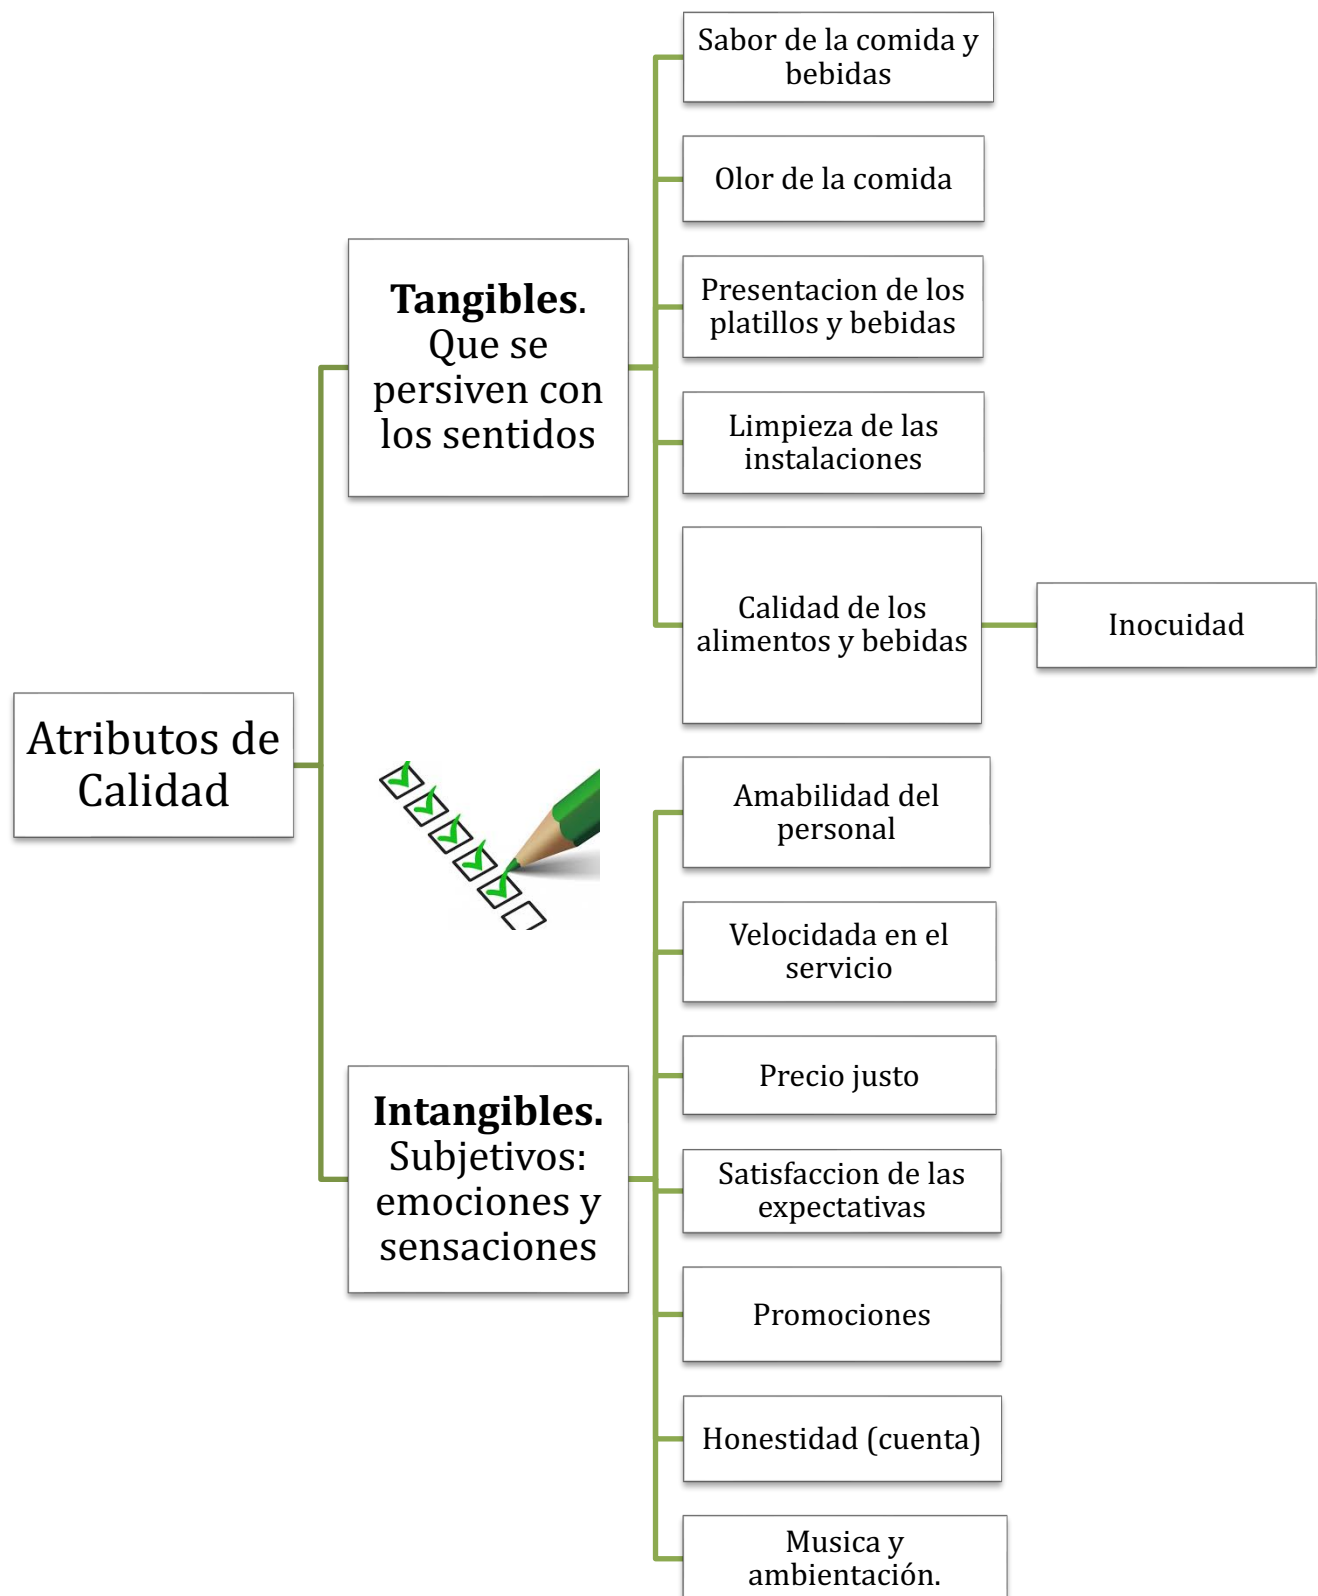 Atributos de
Calidad
Tangibles.
Que se
persiven con
los sentidos
Sabor de la comida y
bebidas
Olor de la comida
Presentacion de los
platillos y bebidas
Limpieza de las
instalaciones
Calidad de los
alimentos y bebidas
Inocuidad
Intangibles.
Subjetivos:
emociones y
sensaciones
Amabilidad del
personal
Velocidada en el
servicio
Precio justo
Satisfaccion de las
expectativas
Promociones
Honestidad (cuenta)
Musica y
ambientación.